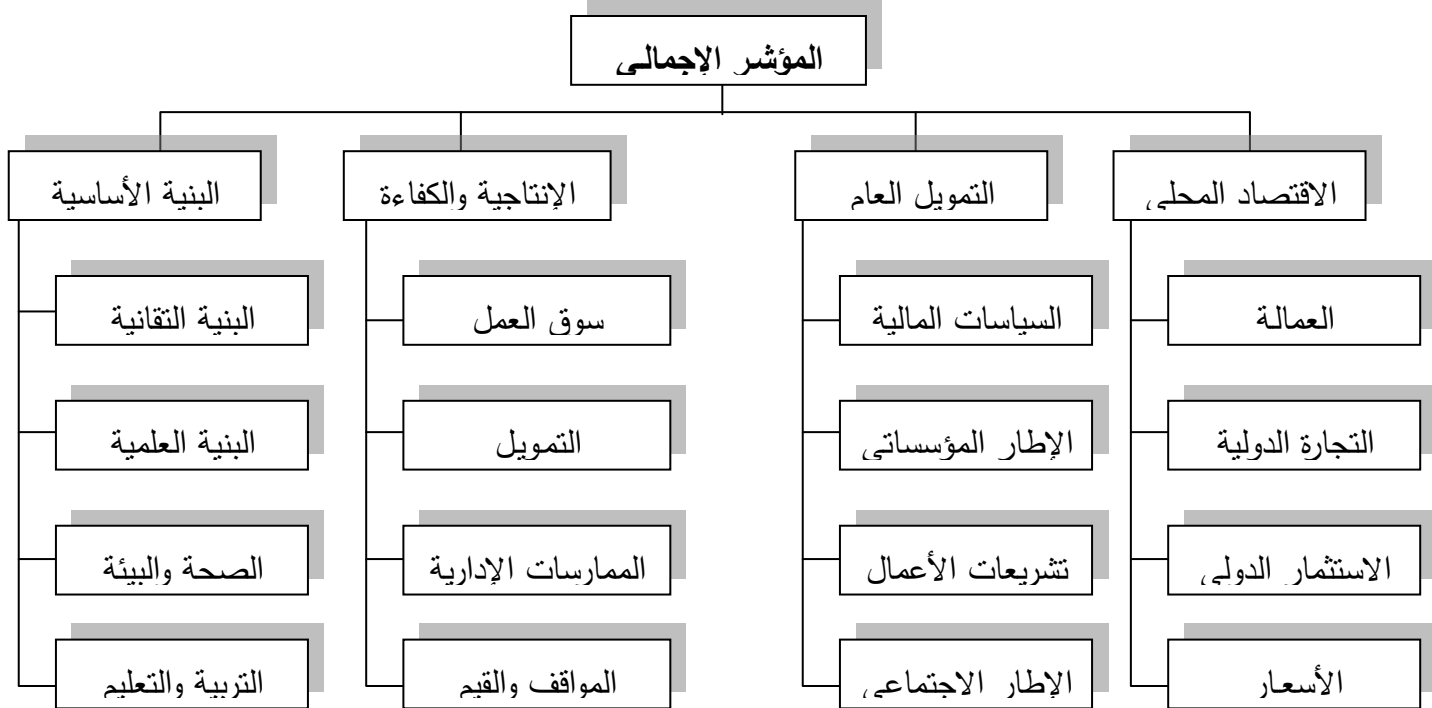 المؤشر الإجمالي
الاقتصاد المحلي
التمويل العام
الإنتاجية والكفاءة
البنية الأساسية
العمالة
السياسات المالية
سوق العمل
البنية التقانية
التجارة الدولية
الإطار المؤسساتي
التمويل
البنية العلمية
الاستثمار الدولي
تشريعات الأعمال
الممارسات الإدارية
الصحة والبيئة
الأسعار
الإطار الاجتماعي
المواقف والقيم
التربية والتعليم